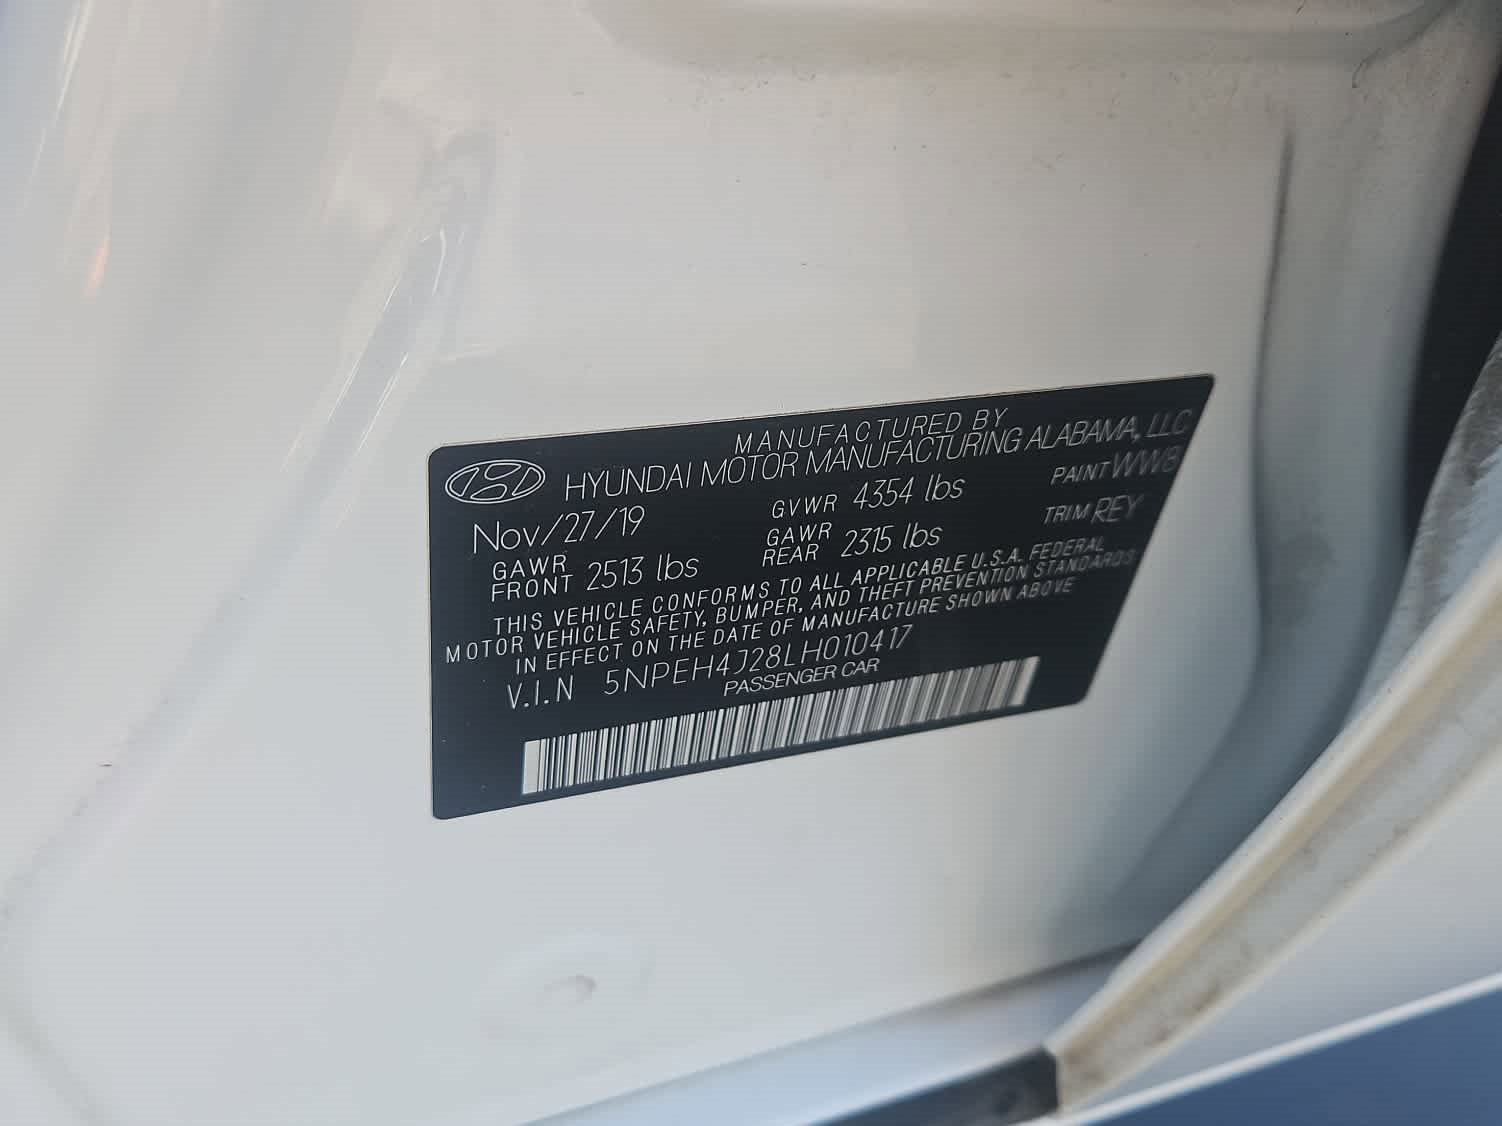 MANUFACTURED BY
HYUNDAI MOTOR MANUFACTURING ALABAMA, LLC
Nov/27/19 GVWR 4354 lbs PAINT WW8
GAWR FRONT 2513 lbs GAWR REAR 2315 lbs TRIM REY
THIS VEHICLE CONFORMS TO ALL APPLICABLE U.S.A. FEDERAL
MOTOR VEHICLE SAFETY, BUMPER, AND THEFT PREVENTION STANDARDS
IN EFFECT ON THE DATE OF MANUFACTURE SHOWN ABOVE
V.I.N 5NPEH4J28LH010417
PASSENGER CAR